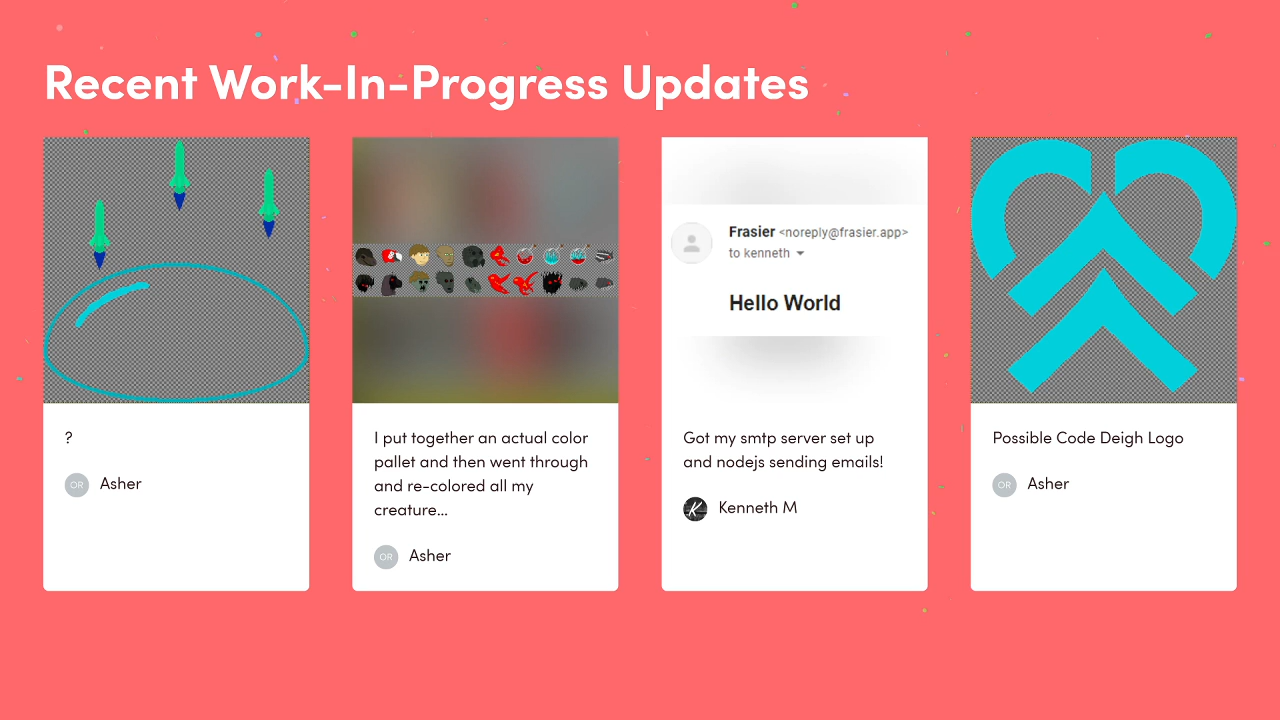 Recent Work-In-Progress Updates
?
OR Asher
I put together an actual color
pallet and then went through
and re-colored all my
creature...
OR Asher
Frasier <noreply@frasier.app>
to kenneth
Hello World
Got my smtp server set up
and nodejs sending emails!
K Kenneth M
Possible Code Deigh Logo
OR Asher